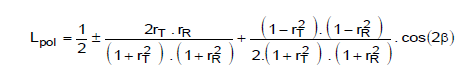 L_pol = 1/2 ± (2r_T . r_R) / ((1+r_T^2) . (1+r_R^2)) + ((1−r_T^2) . (1−r_R^2)) / (2.(1+r_T^2) . (1+r_R^2)) . cos(2β)